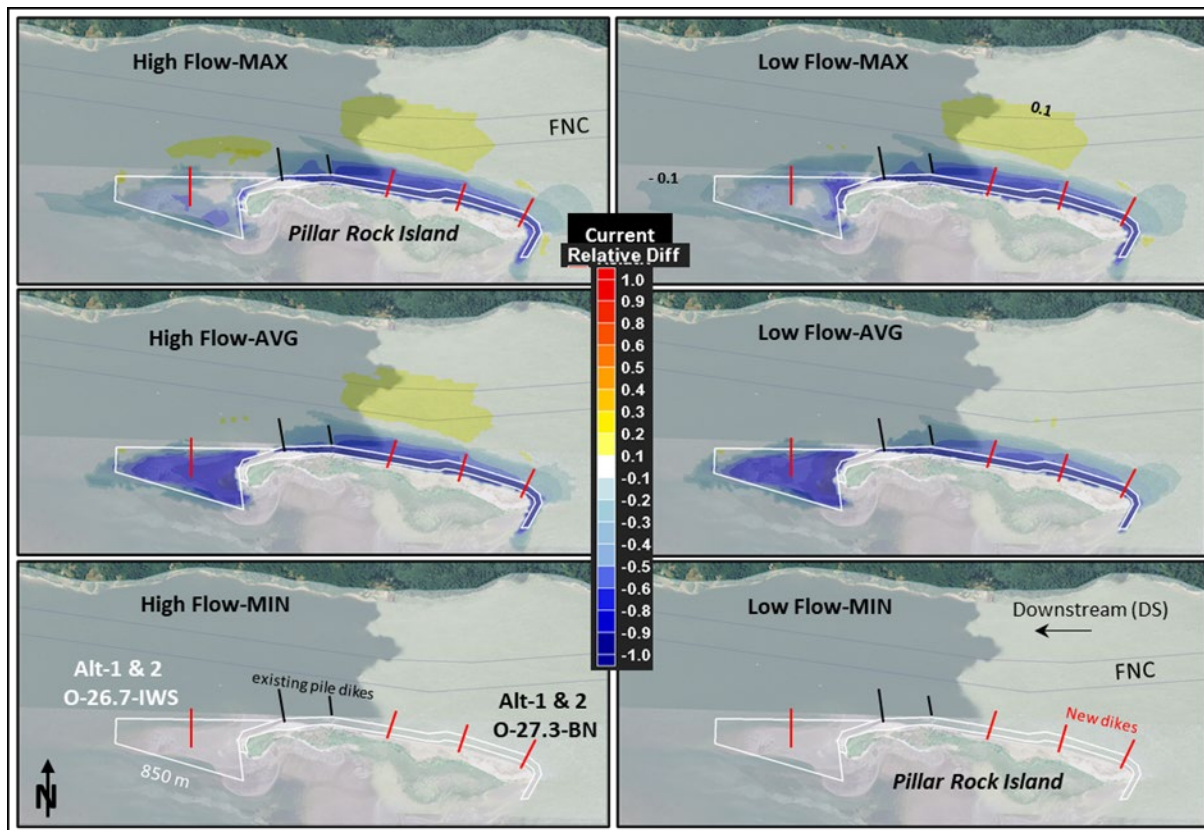 High Flow-MAX
FNC
Pillar Rock Island
Low Flow-MAX
0.1
- 0.1
Current
Relative Diff
1.0
0.9
0.8
0.6
0.5
0.4
0.3
0.2
0.1
-0.1
-0.2
-0.3
-0.4
-0.5
-0.6
-0.8
-0.9
-1.0
High Flow-AVG
Low Flow-AVG
High Flow-MIN
Alt-1 & 2
O-26.7-IWS
existing pile dikes
Alt-1 & 2
O-27.3-BN
850 m
N
Low Flow-MIN
Downstream (DS)
FNC
New dikes
Pillar Rock Island